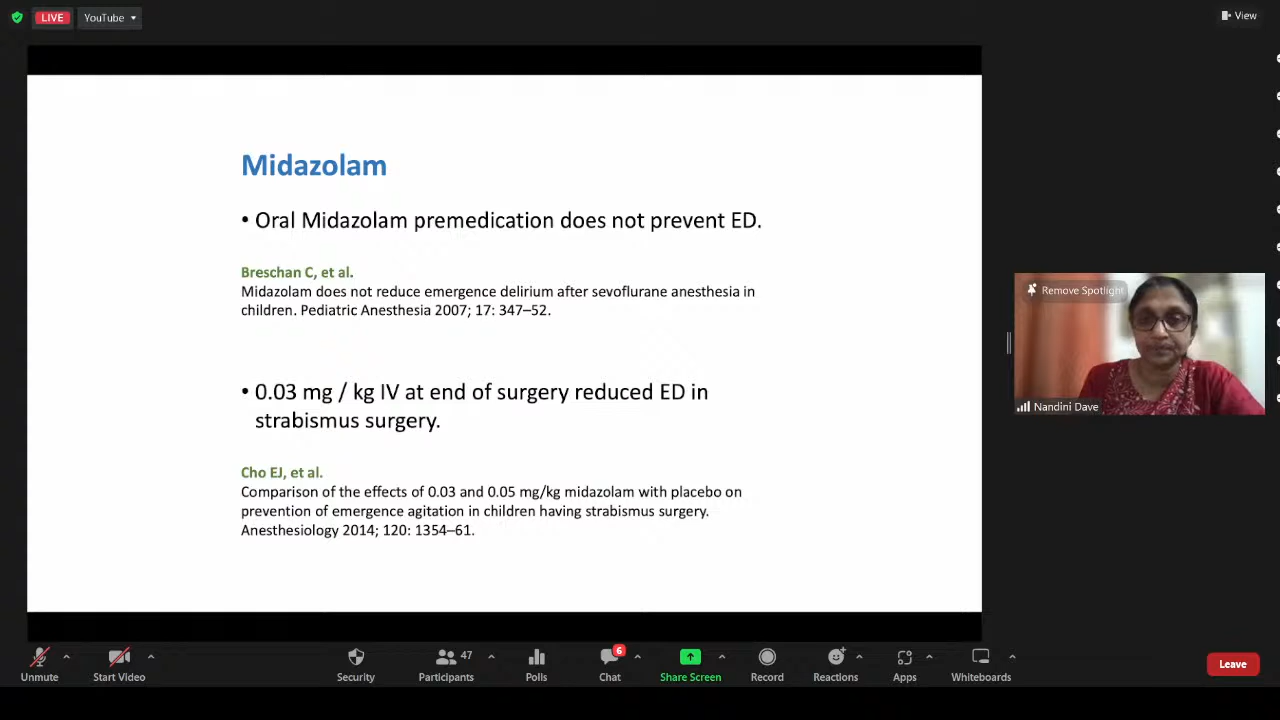 LIVE
YouTube
View
Midazolam
• Oral Midazolam premedication does not prevent ED.
Breschan C, et al.
Midazolam does not reduce emergence delirium after sevoflurane anesthesia in
children. Pediatric Anesthesia 2007; 17: 347–52.
• 0.03 mg / kg IV at end of surgery reduced ED in
strabismus surgery.
Cho EJ, et al.
Comparison of the effects of 0.03 and 0.05 mg/kg midazolam with placebo on
prevention of emergence agitation in children having strabismus surgery.
Anesthesiology 2014; 120: 1354–61.
Remove Spotlight
Nandini Dave
47
6
Unmute
Start Video
Security
Participants
Polls
Chat
Share Screen
Record
Reactions
Apps
Whiteboards
Leave